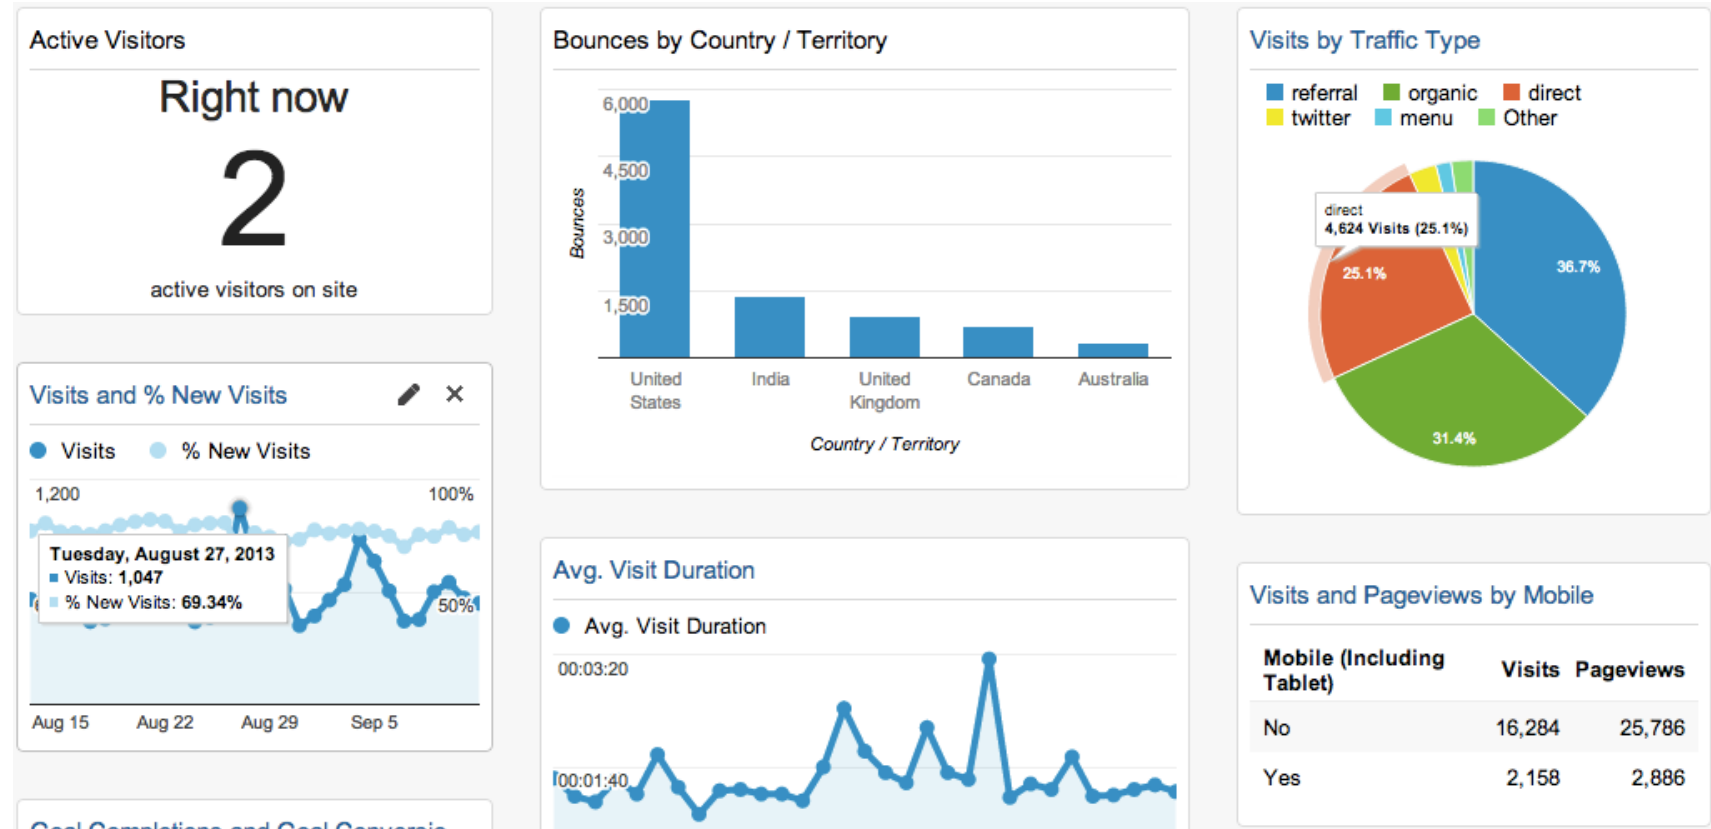 Active Visitors
Right now
2
active visitors on site
Visits and % New Visits
Visits % New Visits
1,200 100%
Tuesday, August 27, 2013
Visits: 1,047
% New Visits: 69.34%
50%
Aug 15 Aug 22 Aug 29 Sep 5
Bounces by Country / Territory
6,000
4,500
3,000
1,500
Bounces
United States
India
United Kingdom
Canada
Australia
Country / Territory
Avg. Visit Duration
Avg. Visit Duration
00:03:20
00:01:40
Visits by Traffic Type
referral organic direct
twitter menu Other
direct
4,624 Visits (25.1%)
25.1%
36.7%
31.4%
Visits and Pageviews by Mobile
Mobile (Including Tablet) Visits Pageviews
No 16,284 25,786
Yes 2,158 2,886